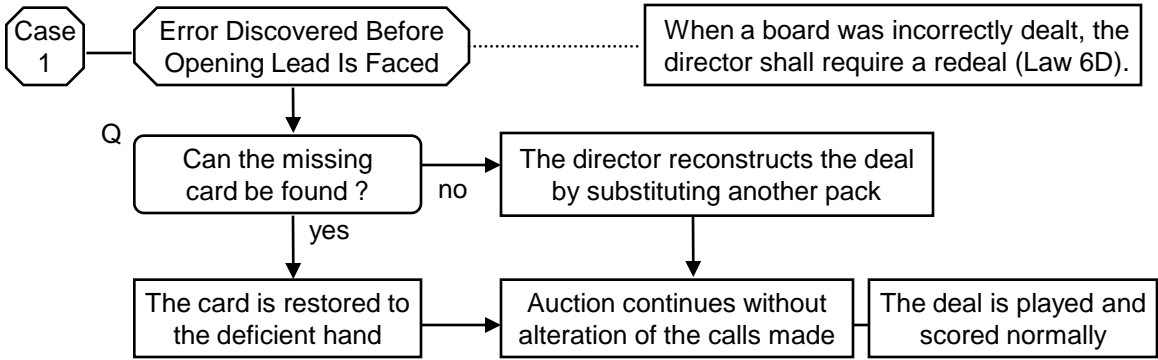 Case
1
Error Discovered Before
Opening Lead Is Faced
When a board was incorrectly dealt, the
director shall require a redeal (Law 6D).
Q
Can the missing
card be found ?
no
The director reconstructs the deal
by substituting another pack
yes
The card is restored to
the deficient hand
Auction continues without
alteration of the calls made
The deal is played and
scored normally